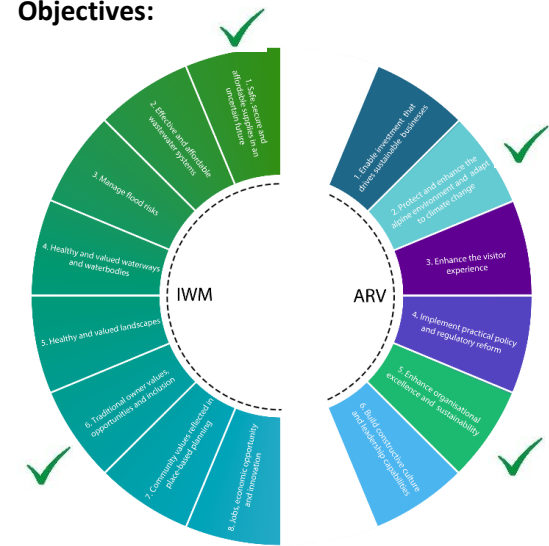 Objectives:
1. Safe, secure and
affordable supplies in an
uncertain future
2. Effective and affordable
wastewater systems
3. Manage flood risks
4. Healthy and valued waterways
and waterbodies
5. Healthy and valued landscapes
6. Traditional owner values,
opportunities and inclusion
7. Community values reflected in
place-based planning
8. Jobs, economic opportunity
and innovation
IWM
ARV
1. Enable investment that
drives sustainable businesses
2. Protect and enhance the
alpine environment and adapt
to climate change
3. Enhance the visitor
experience
4. Implement practical policy
and regulatory reform
5. Enhance organisational
excellence and sustainability
6. Build constructive culture
and leadership capabilities